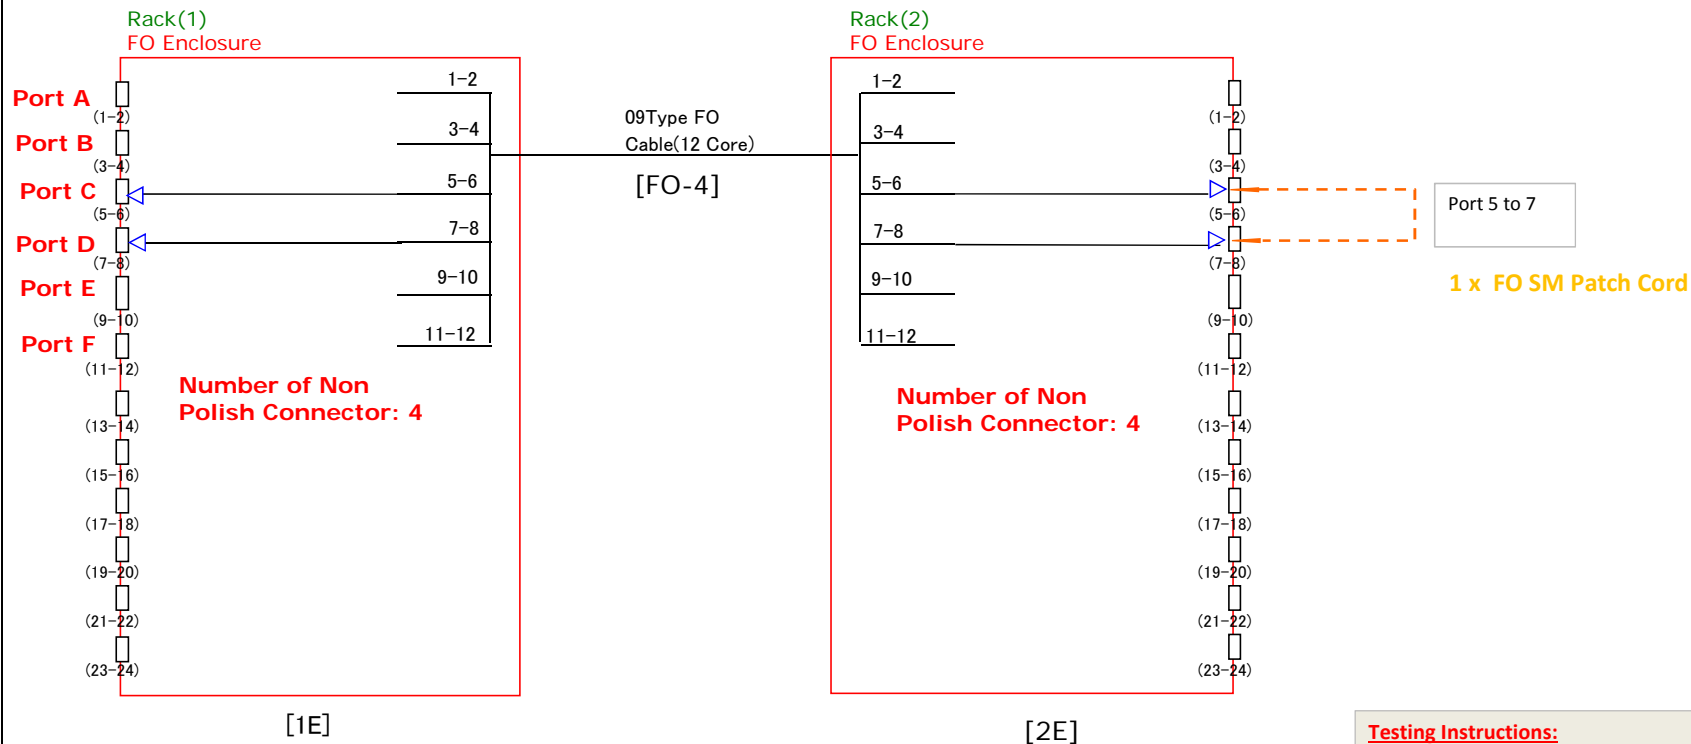 Rack(1)
FO Enclosure
Port A
(1-2)
Port B
(3-4)
Port C
(5-6)
Port D
(7-8)
Port E
(9-10)
Port F
(11-12)
(13-14)
(15-16)
(17-18)
(19-20)
(21-22)
(23-24)
1-2
3-4
5-6
7-8
9-10
11-12
Number of Non
Polish Connector: 4
[1E]
09Type FO
Cable(12 Core)
[FO-4]
Rack(2)
FO Enclosure
1-2
3-4
5-6
7-8
9-10
11-12
Number of Non
Polish Connector: 4
(1-2)
(3-4)
(5-6)
(7-8)
(9-10)
(11-12)
(13-14)
(15-16)
(17-18)
(19-20)
(21-22)
(23-24)
[2E]
Port 5 to 7
1 x FO SM Patch Cord
Testing Instructions: